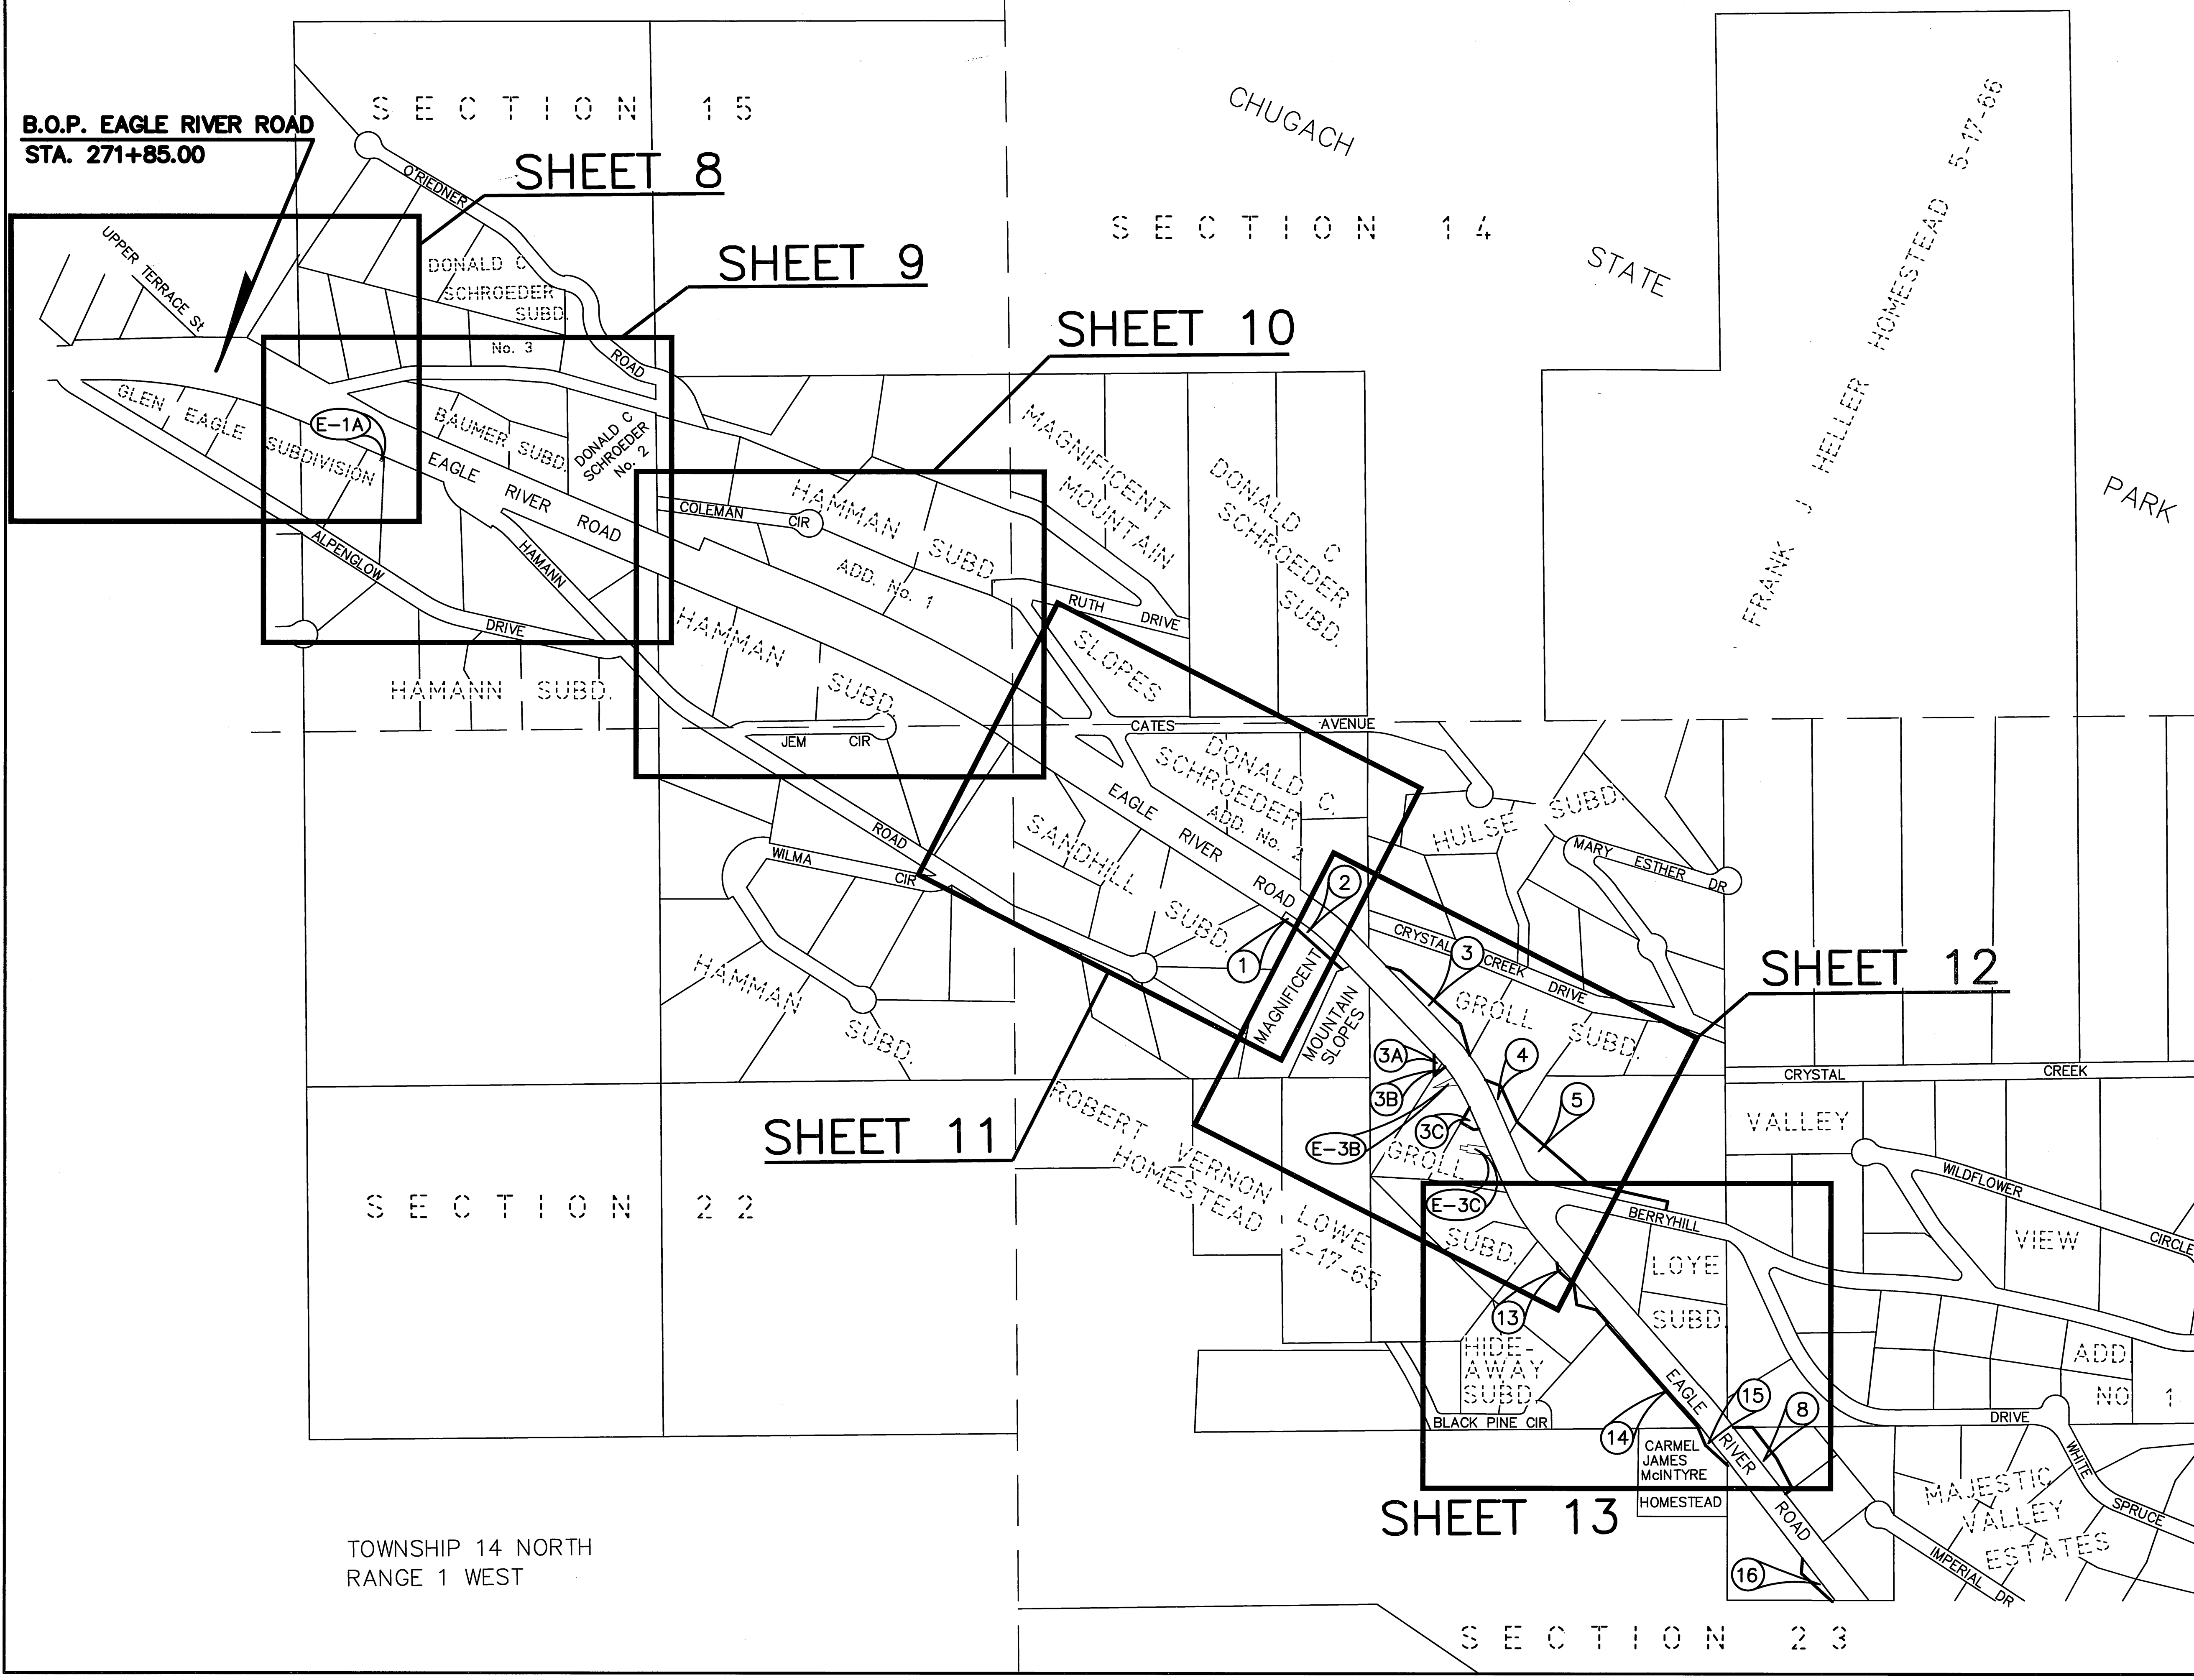 SECTION 15
B.O.P. EAGLE RIVER ROAD
STA. 271+85.00
SHEET 8
O'RIEDNER
ROAD
CHUGACH
STATE
PARK
SECTION 14
FRANK J HELLER HOMESTEAD 5-17-66
UPPER TERRACE St
DONALD C
SCHROEDER
SUBD.
No. 3
SHEET 9
SHEET 10
GLEN EAGLE
SUBDIVISION
E-1A
BAUMER SUBD.
DONALD C
SCHROEDER
No. 2
EAGLE RIVER ROAD
MAGNIFICENT
MOUNTAIN
SLOPES
DONALD C
SCHROEDER
SUBD.
COLEMAN CIR
HAMMAN SUBD
ADD. No. 1
ALPENGLOW
DRIVE
HAMANN
ROAD
RUTH DRIVE
HAMMAN
SUBD
HAMANN SUBD.
JEM CIR
CATES AVENUE
DONALD C.
SCHROEDER
ADD. No. 2
EAGLE RIVER ROAD
SANDHILL
SUBD.
WILMA
CIR
HULSE SUBD.
MARY ESTHER DR
2
1
HAMMAN
SUBD.
MAGNIFICENT
MOUNTAIN
SLOPES
CRYSTAL CREEK DRIVE
3
GROLL
SUBD.
SHEET 12
3A
3B
4
5
3C
E-3B
E-3C
GROLL
SUBD.
CRYSTAL CREEK
VALLEY
VIEW
ADD.
NO 1
WILDFLOWER
CIRCLE
SHEET 11
ROBERT VERNON LOWE
HOMESTEAD 2-17-65
SECTION 22
BERRYHILL
DRIVE
LOYE
SUBD.
13
HIDE-
AWAY
SUBD.
BLACK PINE CIR
EAGLE RIVER ROAD
14
15
8
CARMEL
JAMES
McINTYRE
HOMESTEAD
SHEET 13
WHITE
SPRUCE
MAJESTIC
VALLEY
ESTATES
IMPERIAL DR
16
TOWNSHIP 14 NORTH
RANGE 1 WEST
SECTION 23